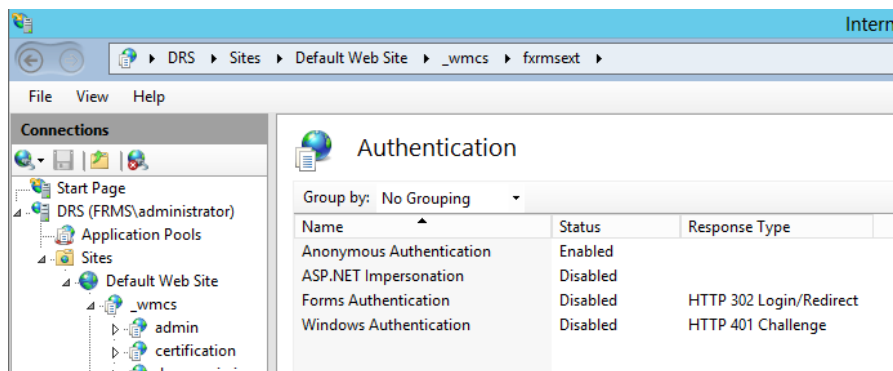 Intern
DRS Sites Default Web Site _wmcs fxrmsext
File View Help
Connections
Authentication
Start Page
DRS (FRMS\administrator)
Application Pools
Sites
Default Web Site
_wmcs
admin
certification
Group by: No Grouping
Name Status Response Type
Anonymous Authentication Enabled
ASP.NET Impersonation Disabled
Forms Authentication Disabled HTTP 302 Login/Redirect
Windows Authentication Disabled HTTP 401 Challenge